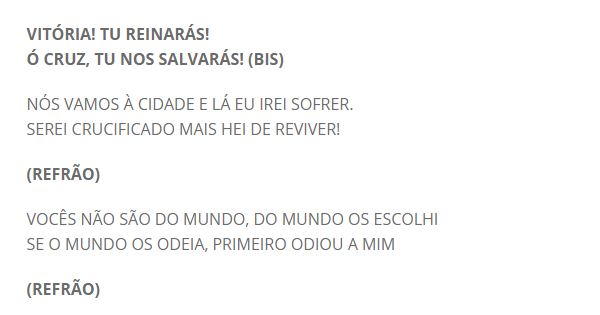 VITÓRIA! TU REINARÁS!
Ó CRUZ, TU NOS SALVARÁS! (BIS)
NÓS VAMOS À CIDADE E LÁ EU IREI SOFRER.
SEREI CRUCIFICADO MAIS HEI DE REVIVER!
(REFRÃO)
VOCÊS NÃO SÃO DO MUNDO, DO MUNDO OS ESCOLHI
SE O MUNDO OS ODEIA, PRIMEIRO ODIOU A MIM
(REFRÃO)